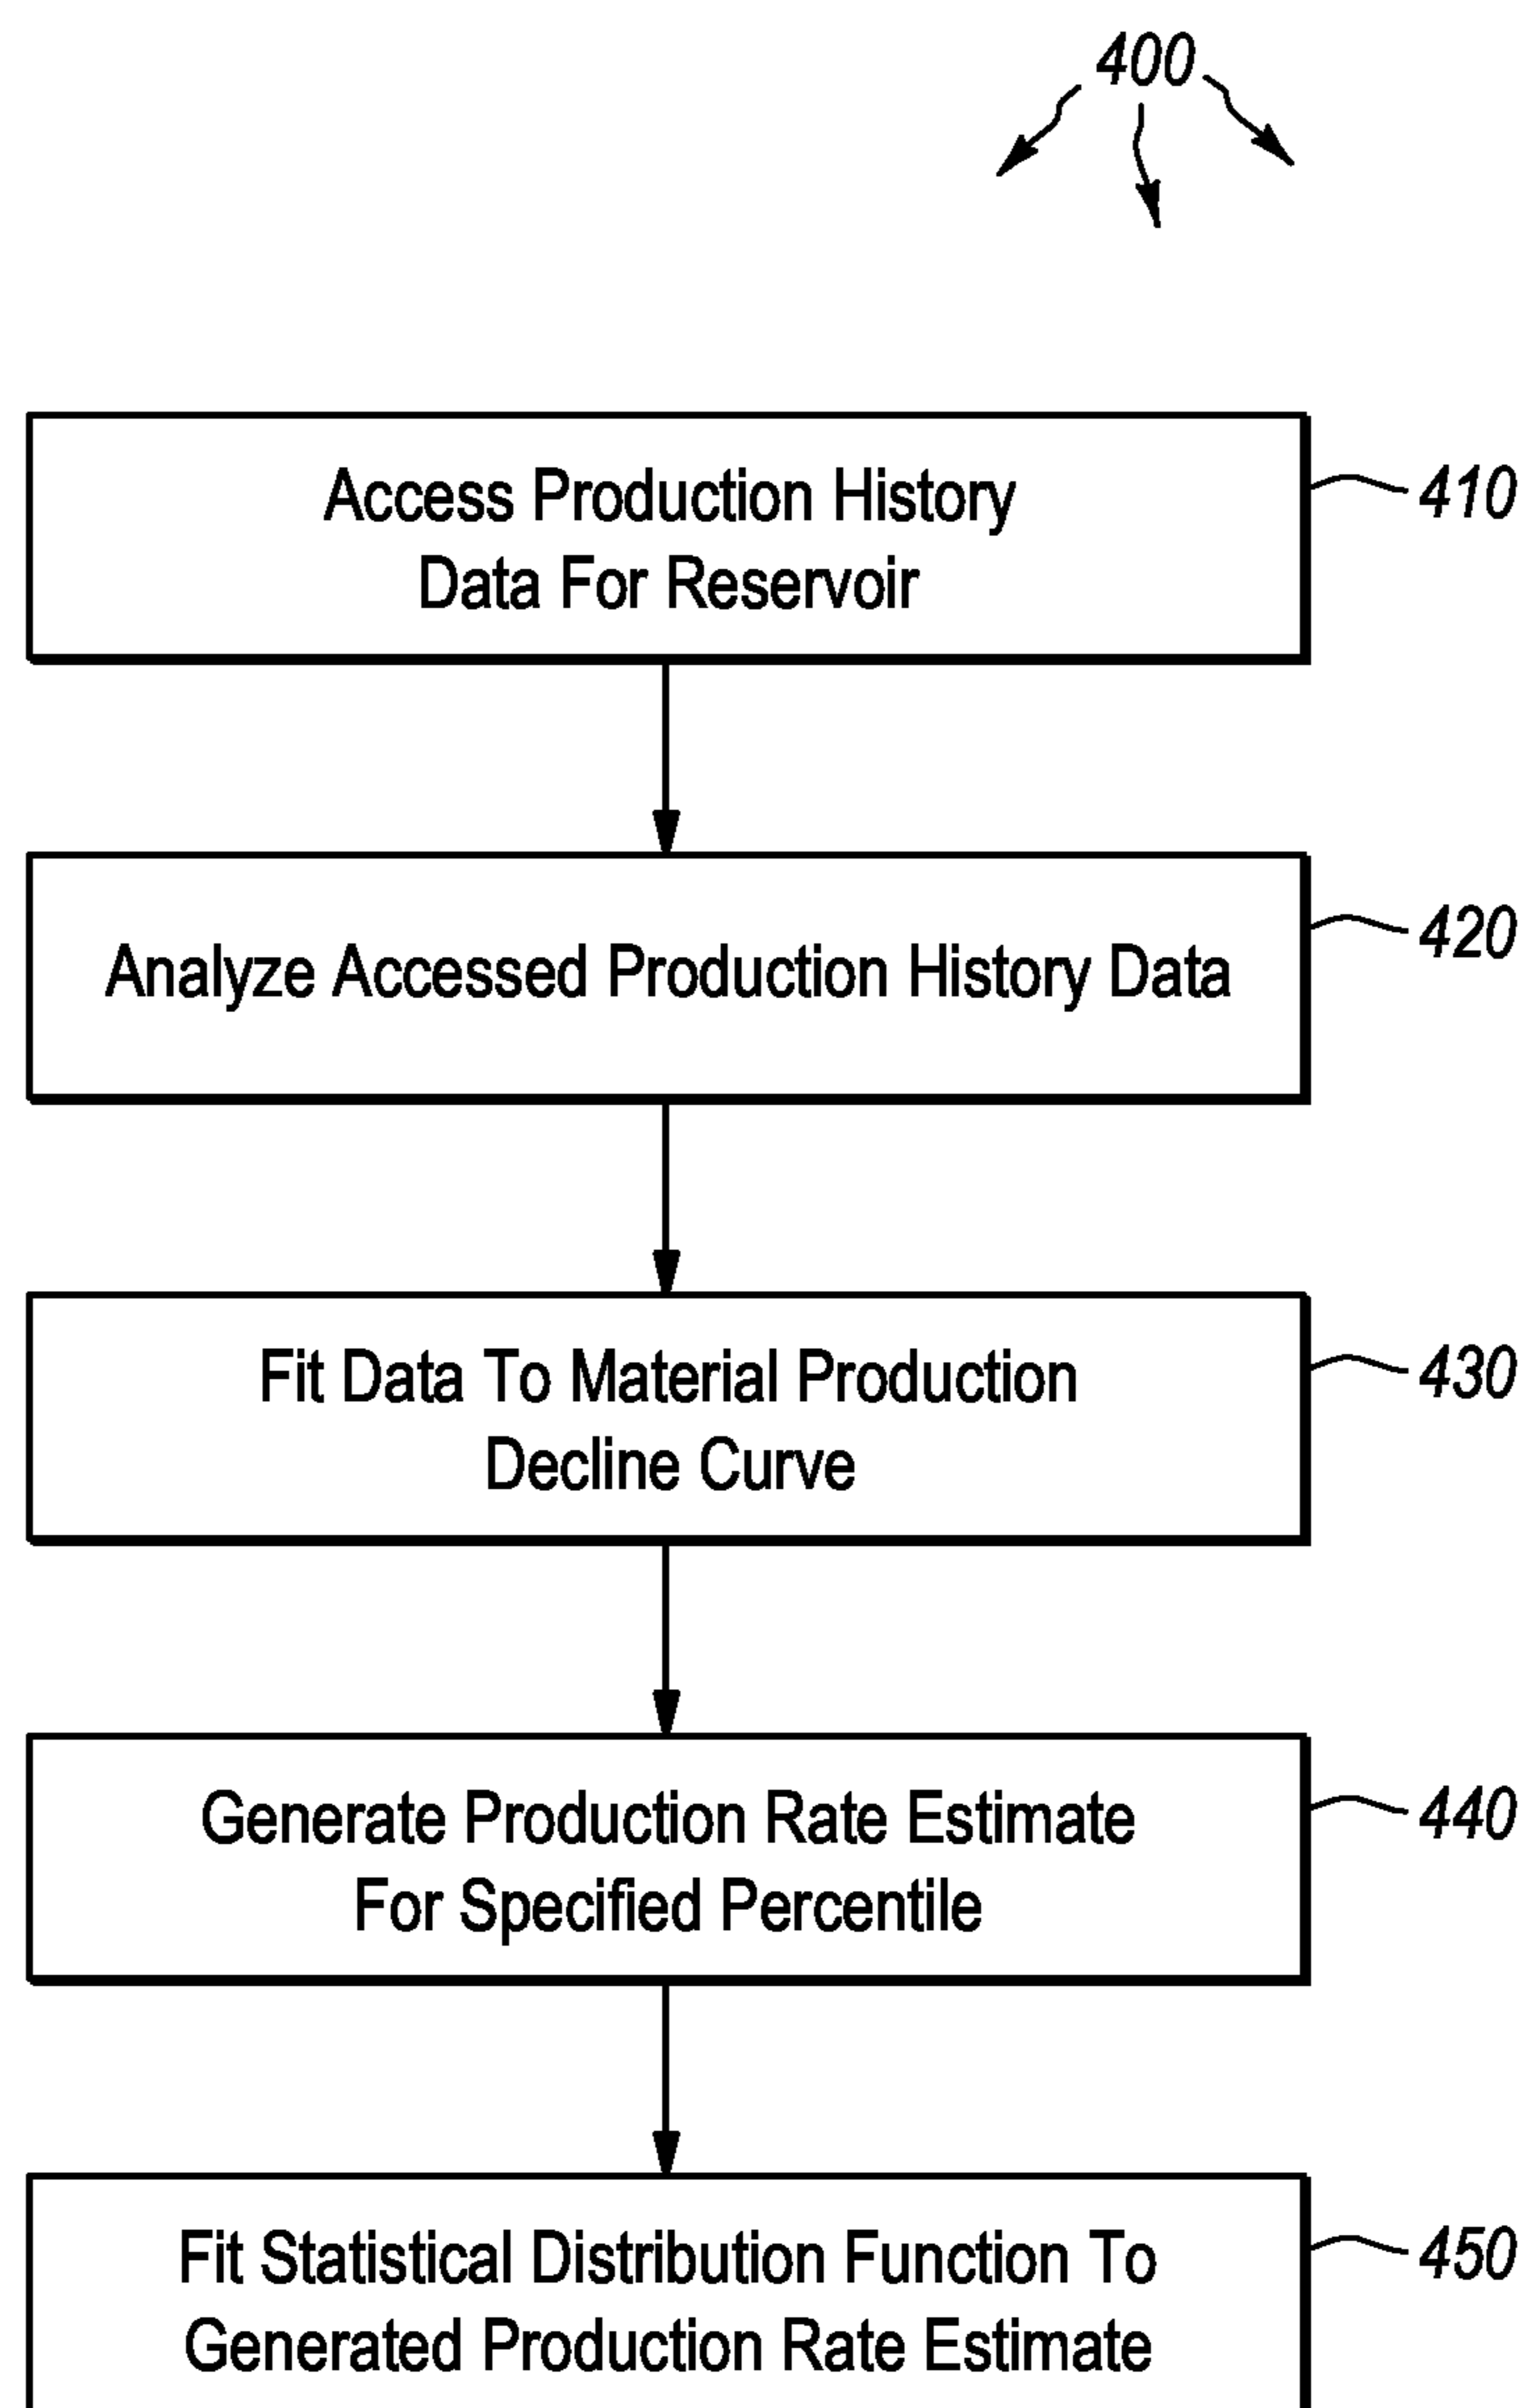 400
Access Production History
Data For Reservoir
410
Analyze Accessed Production History Data
420
Fit Data To Material Production
Decline Curve
430
Generate Production Rate Estimate
For Specified Percentile
440
Fit Statistical Distribution Function To
Generated Production Rate Estimate
450